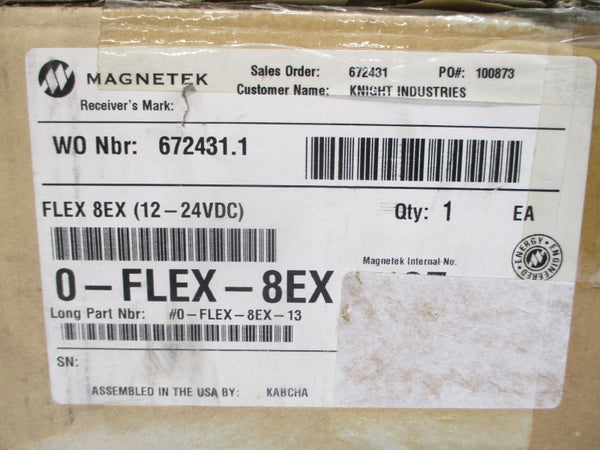 MAGNETEK
Sales Order: 672431 PO#: 100873
Customer Name: KNIGHT INDUSTRIES
Receiver's Mark:
WO Nbr: 672431.1
FLEX 8EX (12-24VDC) Qty: 1 EA
Magnetek Internal No:
ENERGY ENGINEERED
0-FLEX-8EX
Long Part Nbr: #0-FLEX-8EX-13
SN:
ASSEMBLED IN THE USA BY: KABCHA